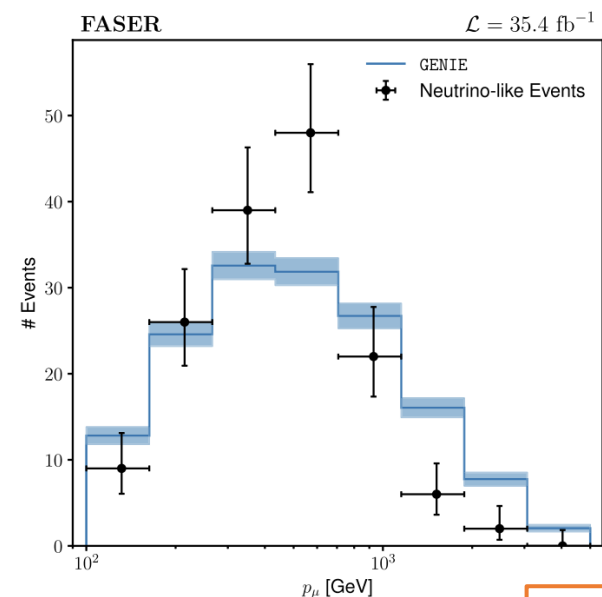 FASER
ℒ = 35.4 fb⁻¹
GENIE
Neutrino-like Events
# Events
50
40
30
20
10
0
10²
10³
pμ [GeV]